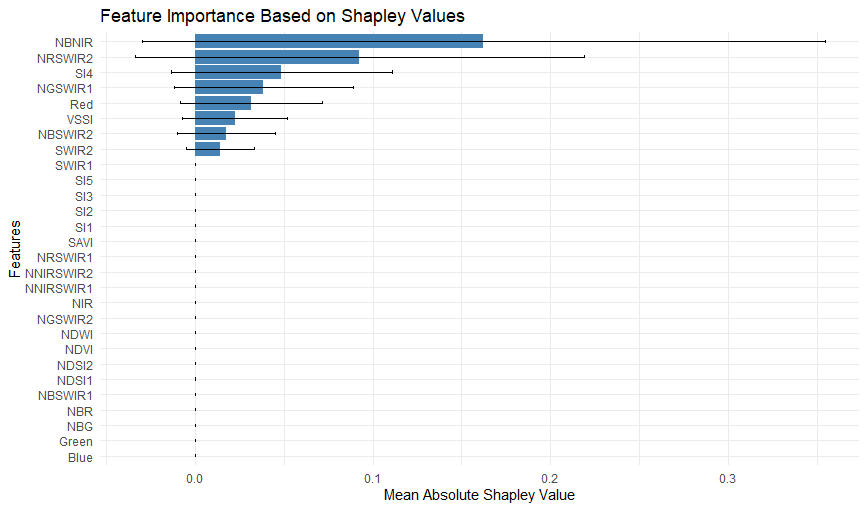 Feature Importance Based on Shapley Values
NBNIR
NRSWIR2
SI4
NGSWIR1
Red
VSSI
NBSWIR2
SWIR2
SWIR1
SI5
SI3
SI2
SI1
SAVI
NRSWIR1
NNIRSWIR2
NNIRSWIR1
NIR
NGSWIR2
NDWI
NDVI
NDSI2
NDSI1
NBSWIR1
NBR
NBG
Green
Blue
Features
0.0 0.1 0.2 0.3
Mean Absolute Shapley Value